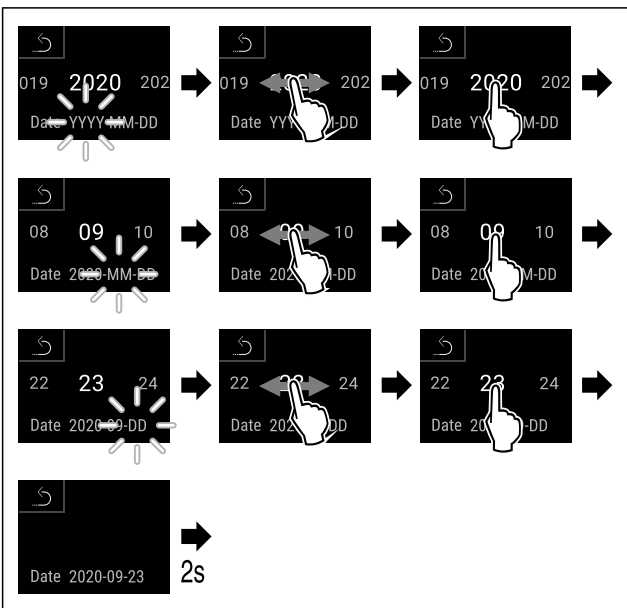 019 2020 202
Date YYYY-MM-DD
019 202
Date YYY -DD
019 2020 202
Date YY M-DD
08 09 10
Date 2020-MM-DD
08 10
Date 202 -DD
08 09 10
Date 20 M-DD
22 23 24
Date 2020-09-DD
22 24
Date 202 DD
22 23 24
Date 20 -DD
Date 2020-09-23
2s